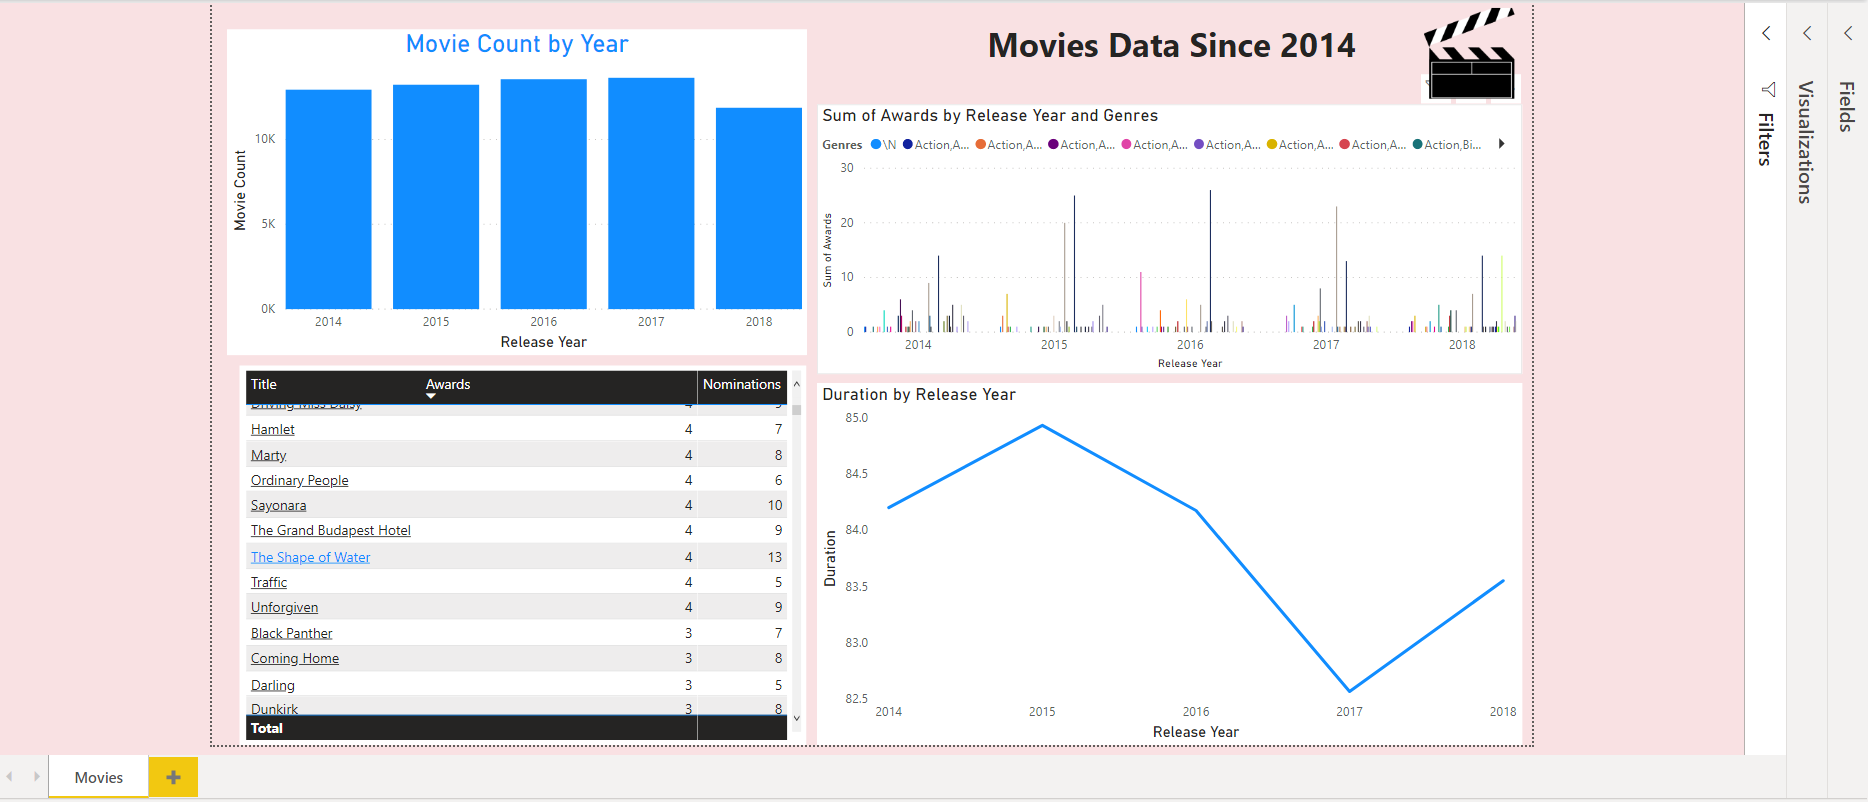 Movie Count by Year
Movie Count
10K
5K
0K
2014 2015 2016 2017 2018
Release Year
Movies Data Since 2014
Sum of Awards by Release Year and Genres
Genres \N Action,A... Action,A... Action,A... Action,A... Action,A... Action,A... Action,A... Action,Bi...
Sum of Awards
30
20
10
0
2014 2015 2016 2017 2018
Release Year
Title Awards Nominations
Driving Miss Daisy 4 9
Hamlet 4 7
Marty 4 8
Ordinary People 4 6
Sayonara 4 10
The Grand Budapest Hotel 4 9
The Shape of Water 4 13
Traffic 4 5
Unforgiven 4 9
Black Panther 3 7
Coming Home 3 8
Darling 3 5
Dunkirk 3 8
Total
Duration by Release Year
Duration
85.0
84.5
84.0
83.5
83.0
82.5
2014 2015 2016 2017 2018
Release Year
Filters
Visualizations
Fields
Movies